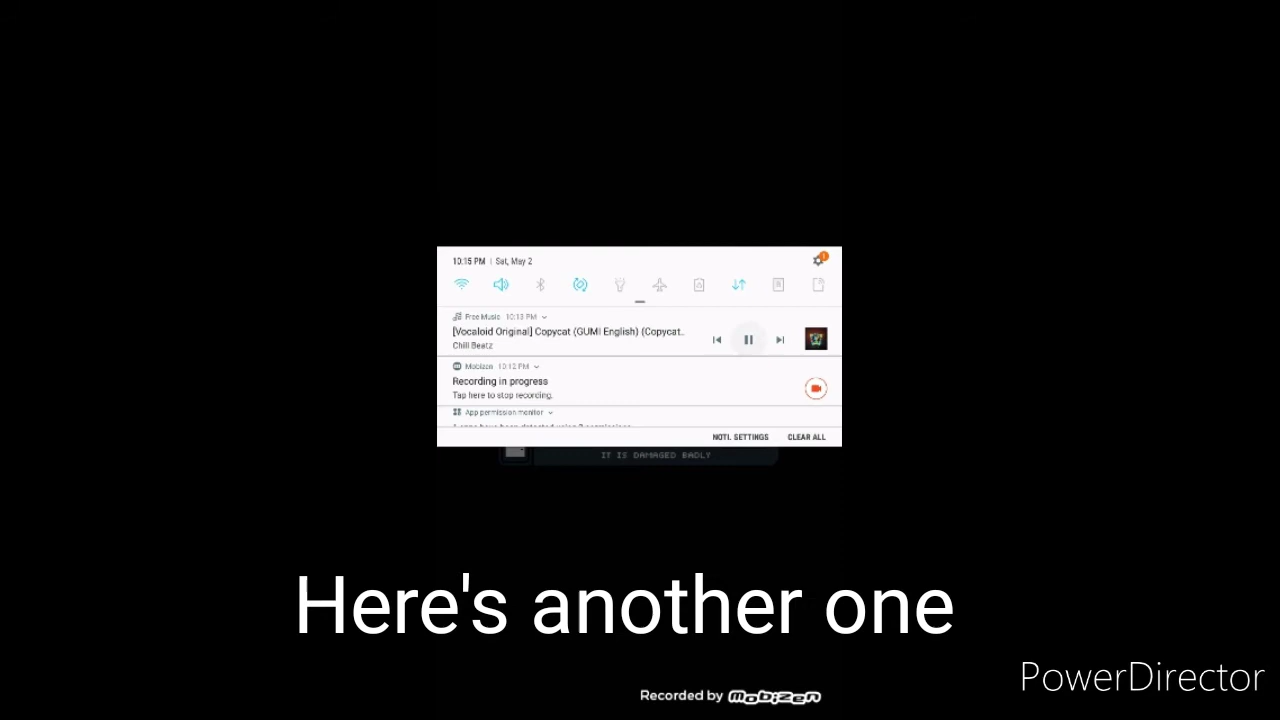 10:15 PM | Sat, May 2
Free Music 10:13 PM
[Vocaloid Original] Copycat (GUMI English) (Copycat..
Chill Beatz
Mobizen 10:12 PM
Recording in progress
Tap here to stop recording.
App permission monitor
NOTI. SETTINGS CLEAR ALL
IT IS DAMAGED BADLY
Here's another one
PowerDirector
Recorded by Mobizen